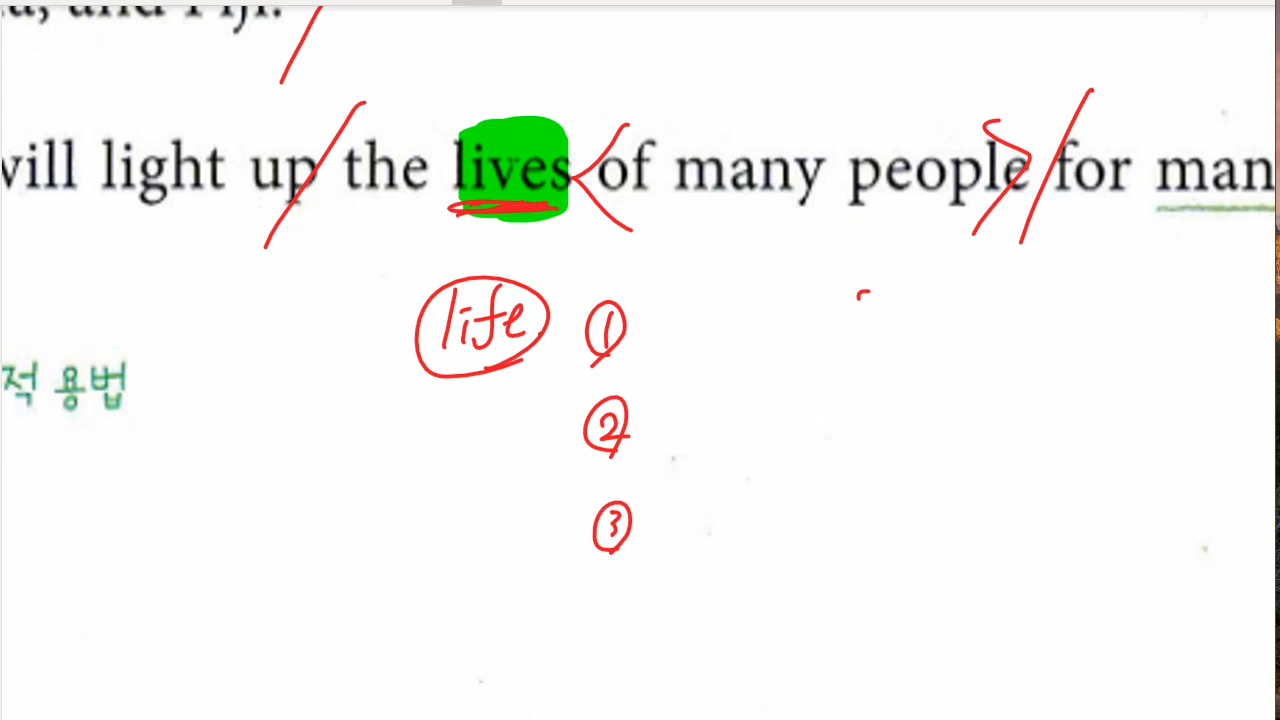 and Fiji.
will light up the lives of many people for man
life ①
적 용법
②
③